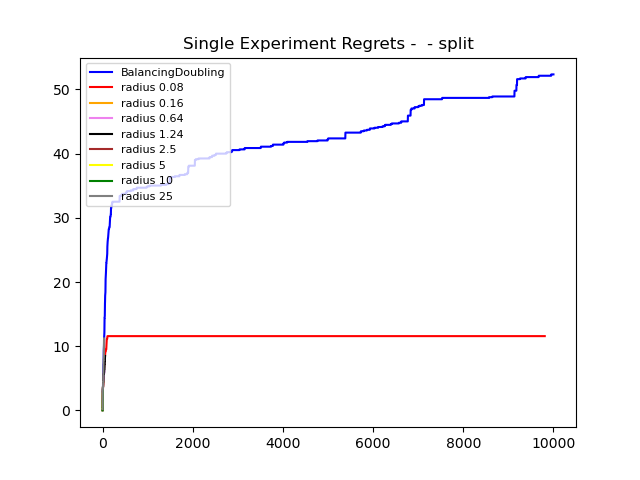 Single Experiment Regrets -  - split
BalancingDoubling
radius 0.08
radius 0.16
radius 0.64
radius 1.24
radius 2.5
radius 5
radius 10
radius 25
50
40
30
20
10
0
0 2000 4000 6000 8000 10000